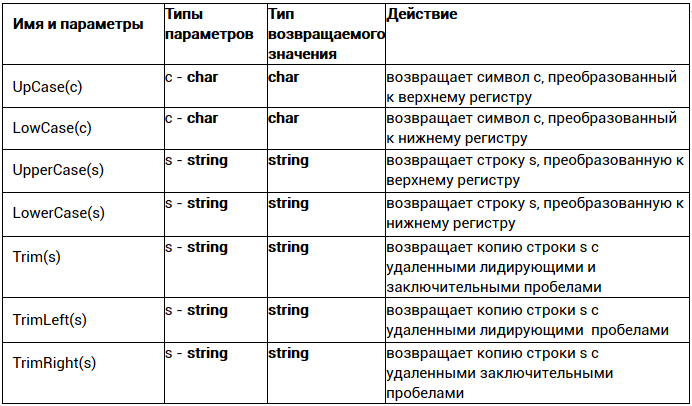 Имя и параметры
Типы
параметров
Тип
возвращаемого
значения
Действие
UpCase(c)
c - char
char
возвращает символ c, преобразованный
к верхнему регистру
LowCase(c)
c - char
char
возвращает символ c, преобразованный
к нижнему регистру
UpperCase(s)
s - string
string
возвращает строку s, преобразованную к
верхнему регистру
LowerCase(s)
s - string
string
возвращает строку s, преобразованную к
нижнему регистру
Trim(s)
s - string
string
возвращает копию строки s с
удаленными лидирующими и
заключительными пробелами
TrimLeft(s)
s - string
string
возвращает копию строки s с
удаленными лидирующими  пробелами
TrimRight(s)
s - string
string
возвращает копию строки s с
удаленными заключительными
пробелами